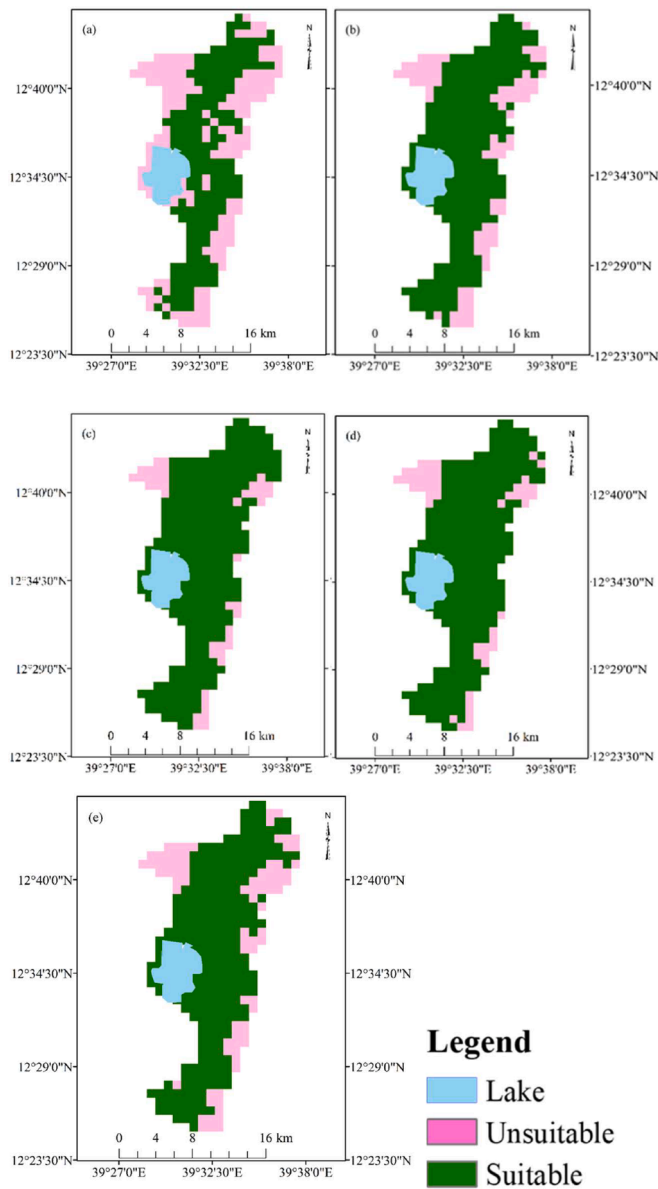 (a) N (b) N
12°40'0"N 12°40'0"N
12°34'30"N 12°34'30"N
12°29'0"N 12°29'0"N
0 4 8 16 km 0 4 8 16 km
12°23'30"N 12°23'30"N
39°27'0"E 39°32'30"E 39°38'0"E 39°27'0"E 39°32'30"E 39°38'0"E
(c) N (d) N
12°40'0"N 12°40'0"N
12°34'30"N 12°34'30"N
12°29'0"N 12°29'0"N
0 4 8 16 km 0 4 8 16 km
12°23'30"N 12°23'30"N
39°27'0"E 39°32'30"E 39°38'0"E 39°27'0"E 39°32'30"E 39°38'0"E
(e) N
12°40'0"N 12°40'0"N
12°34'30"N 12°34'30"N
12°29'0"N 12°29'0"N
0 4 8 16 km
12°23'30"N 12°23'30"N
39°27'0"E 39°32'30"E 39°38'0"E
Legend
Lake
Unsuitable
Suitable